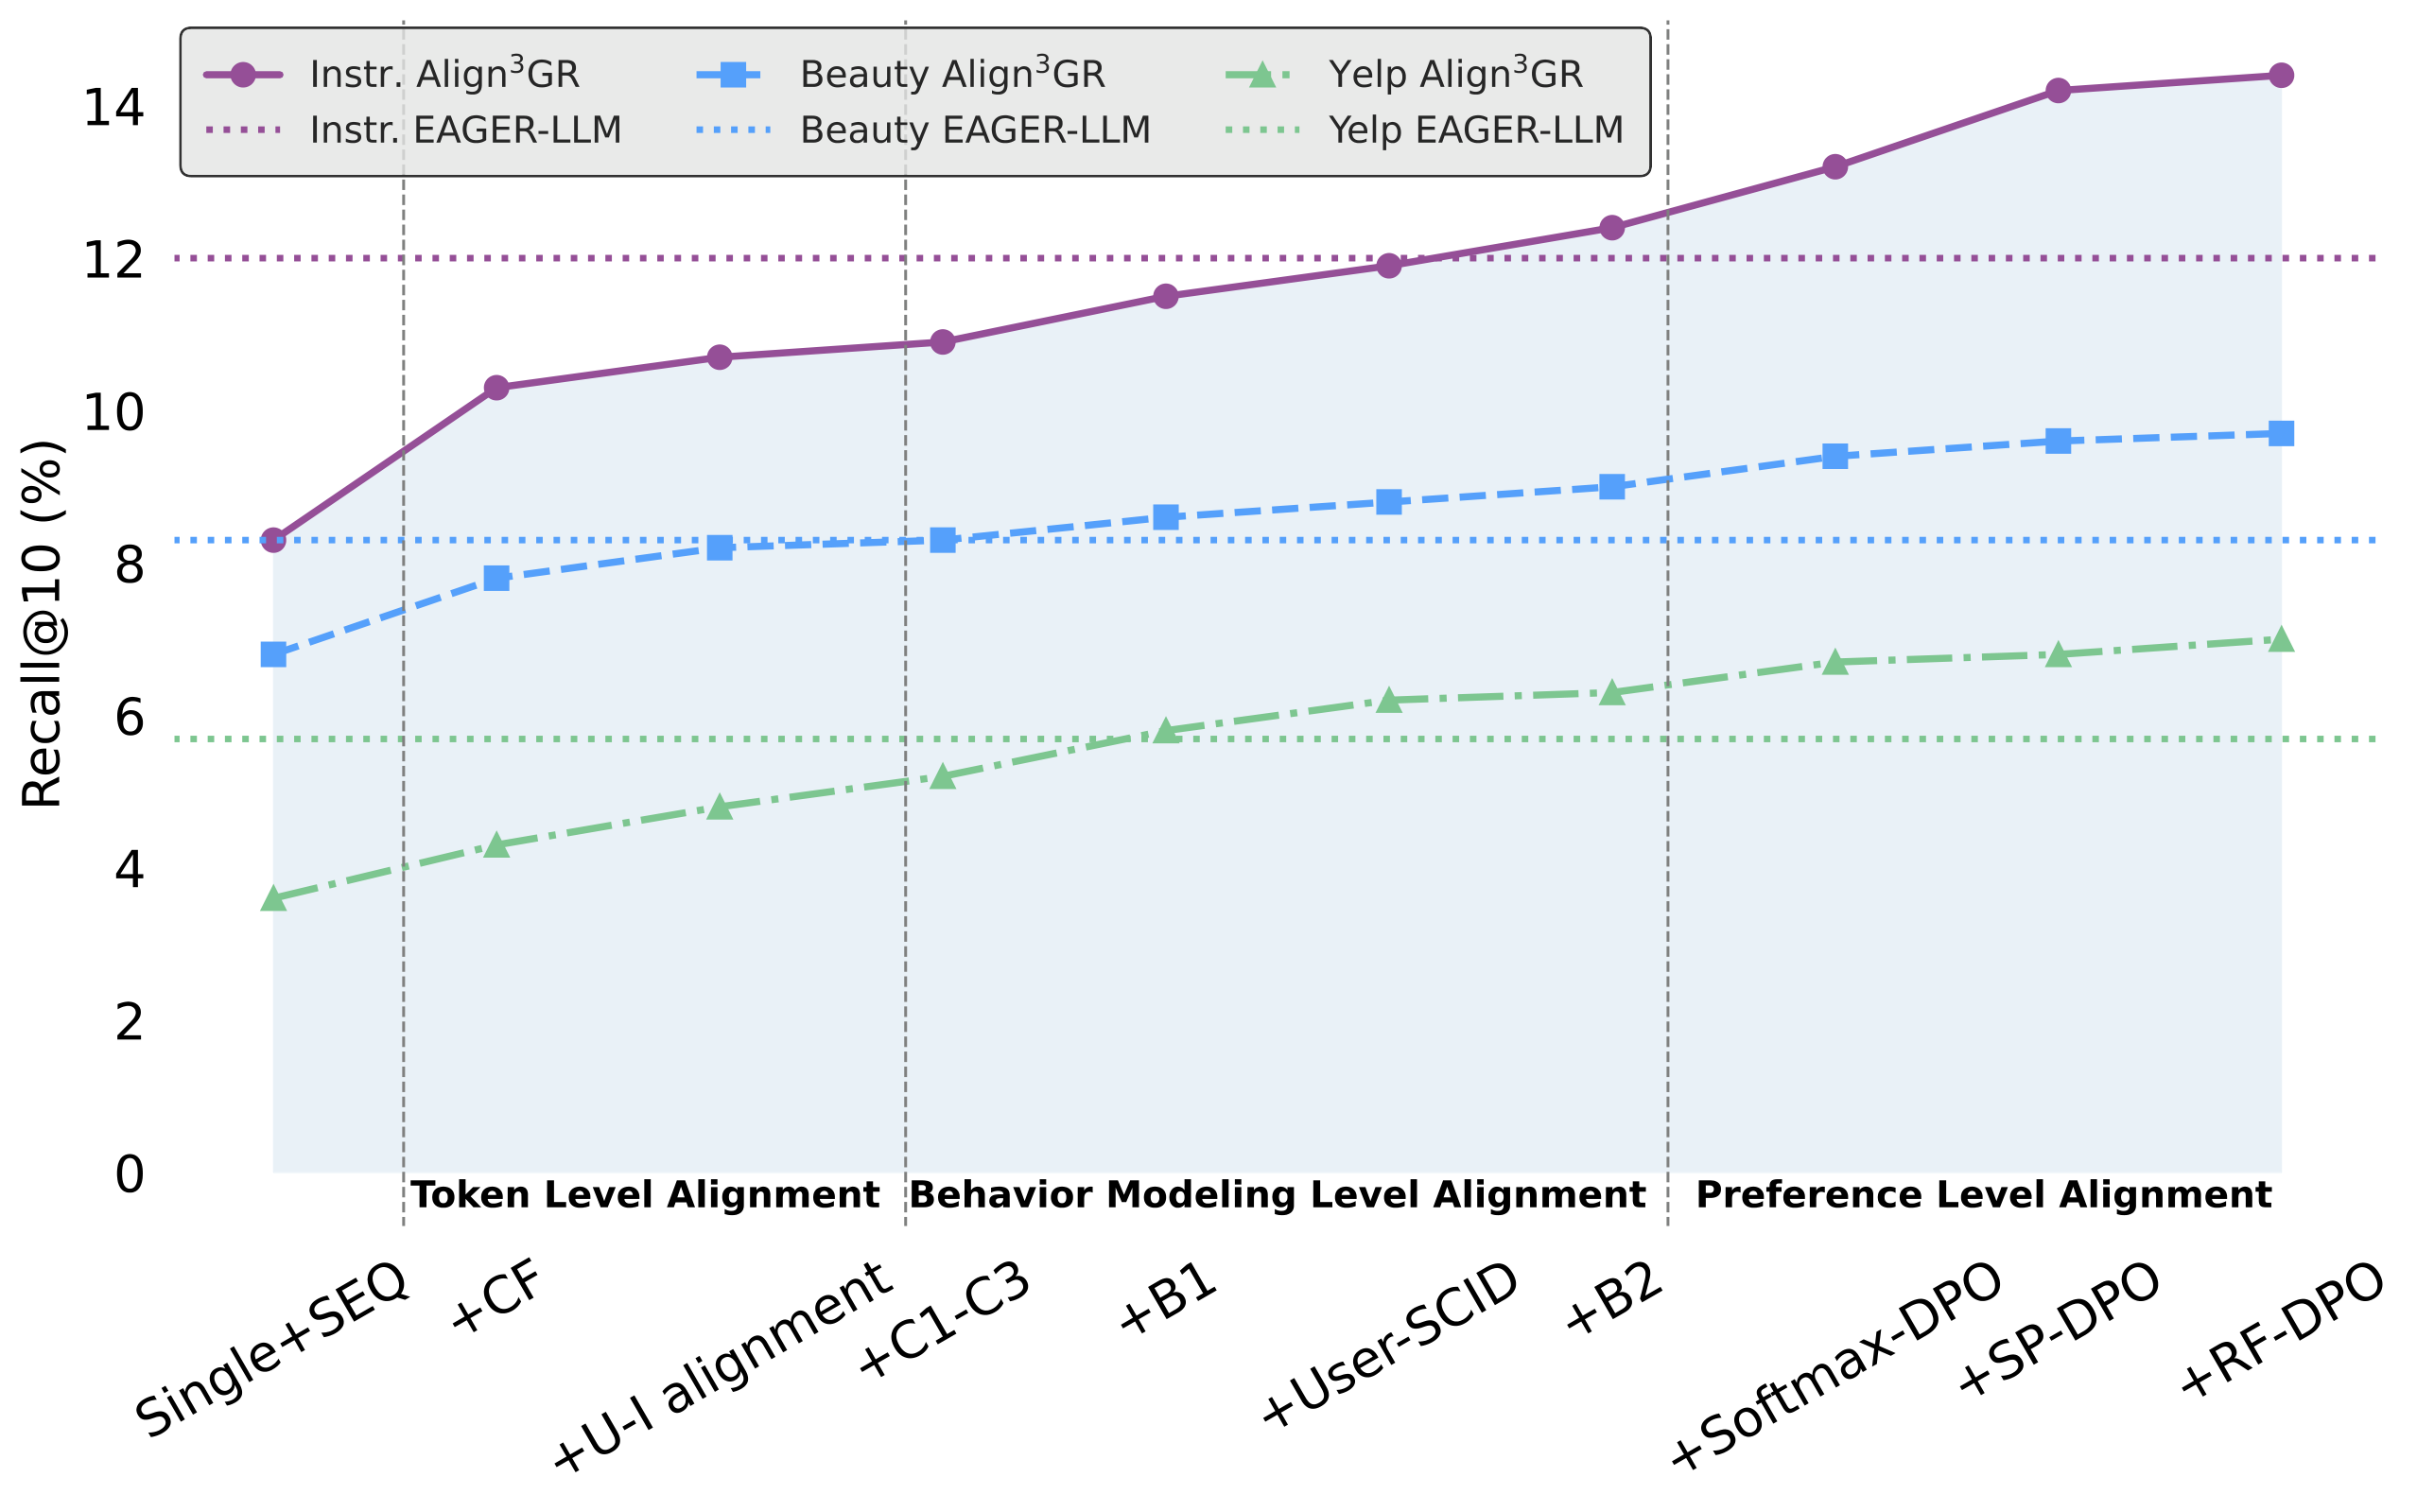 Instr. Align³GR
Beauty Align³GR
Yelp Align³GR
Instr. EAGER-LLM
Beauty EAGER-LLM
Yelp EAGER-LLM
Recall@10 (%)
14
12
10
8
6
4
2
0
Token Level Alignment
Behavior Modeling Level Alignment
Preference Level Alignment
Single+SEQ
+CF
+U-I alignment
+C1-C3
+B1
+User-SCID
+B2
+Softmax-DPO
+SP-DPO
+RF-DPO